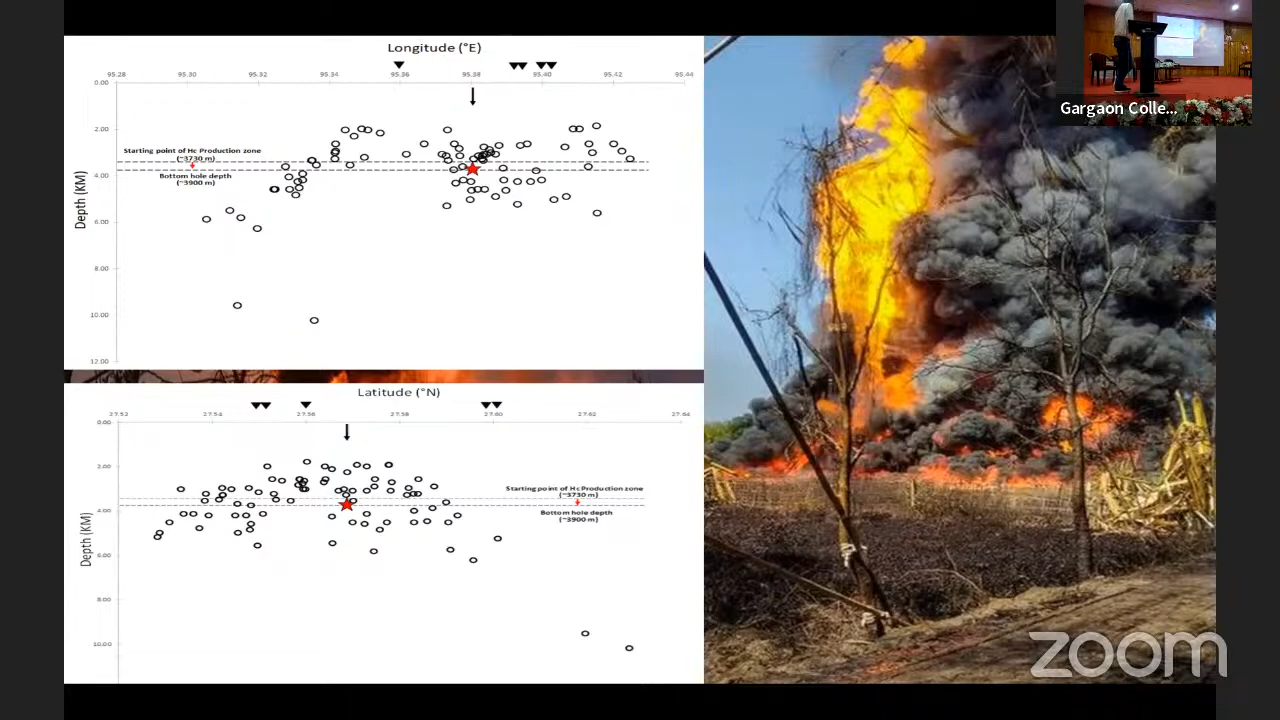 Longitude (°E)
95.28 95.30 95.32 95.34 95.36 95.38 95.40 95.42 95.44
0.00
2.00
Starting point of Hc Production zone
(~3730 m)
4.00
Bottom hole depth
(~3900 m)
Depth (KM)
6.00
8.00
10.00
12.00
Latitude (°N)
27.52 27.54 27.56 27.58 27.60 27.62 27.64
0.00
2.00
Starting point of Hc Production zone
(~3730 m)
4.00
Bottom hole depth
(~3900 m)
Depth (KM)
6.00
8.00
10.00
Gargaon Colle...
zoom